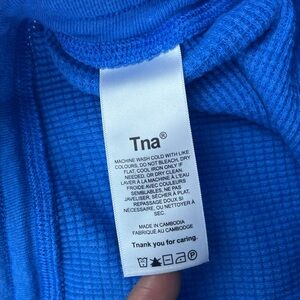 Tna®
MACHINE WASH COLD WITH LIKE
COLOURS, DO NOT BLEACH, DRY
FLAT, COOL IRON ONLY IF
NEEDED, OR DRY CLEAN.
LAVER À LA MACHINE À L'EAU
FROIDE AVEC COULEURS
SEMBLABLES, NE PAS
JAVELISER, SÉCHER À PLAT,
REPASSAGE DOUX SI
NÉCESSAIRE, OU NETTOYER À
SEC.
MADE IN CAMBODIA
FABRIQUÉ AU CAMBODGE
Thank you for caring.